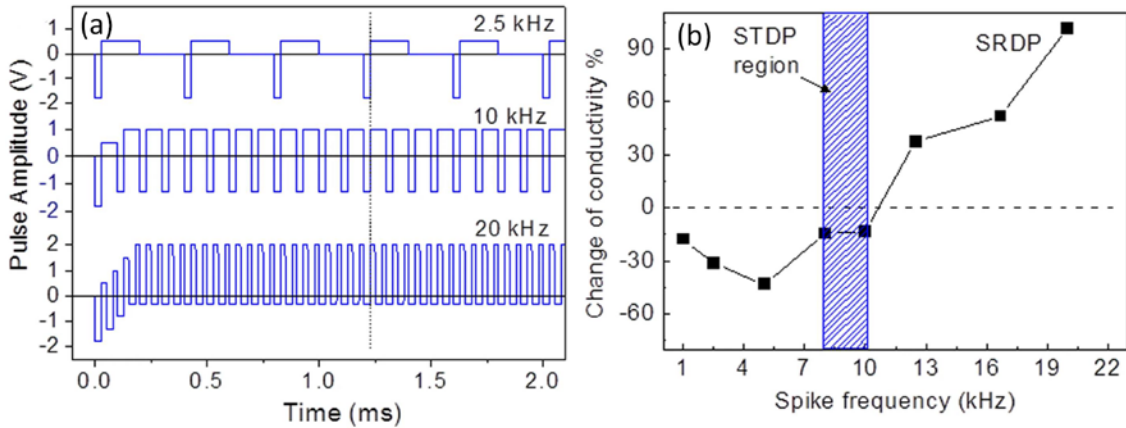 (a)
2.5 kHz
10 kHz
20 kHz
1
0
-1
-2
1
0
-1
-2
2
1
0
-1
-2
Pulse Amplitude (V)
0.0 0.5 1.0 1.5 2.0
Time (ms)
(b)
STDP
region
SRDP
90
60
30
0
-30
-60
Change of conductivity %
1 4 7 10 13 16 19 22
Spike frequency (kHz)